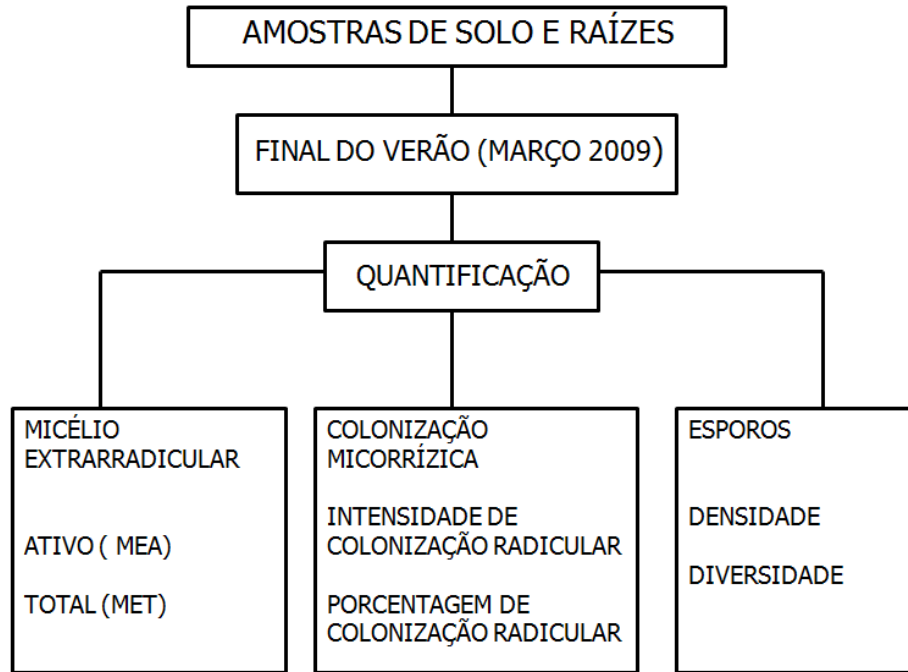 AMOSTRAS DE SOLO E RAÍZES
FINAL DO VERÃO (MARÇO 2009)
QUANTIFICAÇÃO
MICÉLIO
EXTRARRADICULAR
ATIVO ( MEA)
TOTAL (MET)
COLONIZAÇÃO
MICORRÍZICA
INTENSIDADE DE
COLONIZAÇÃO RADICULAR
PORCENTAGEM DE
COLONIZAÇÃO RADICULAR
ESPOROS
DENSIDADE
DIVERSIDADE